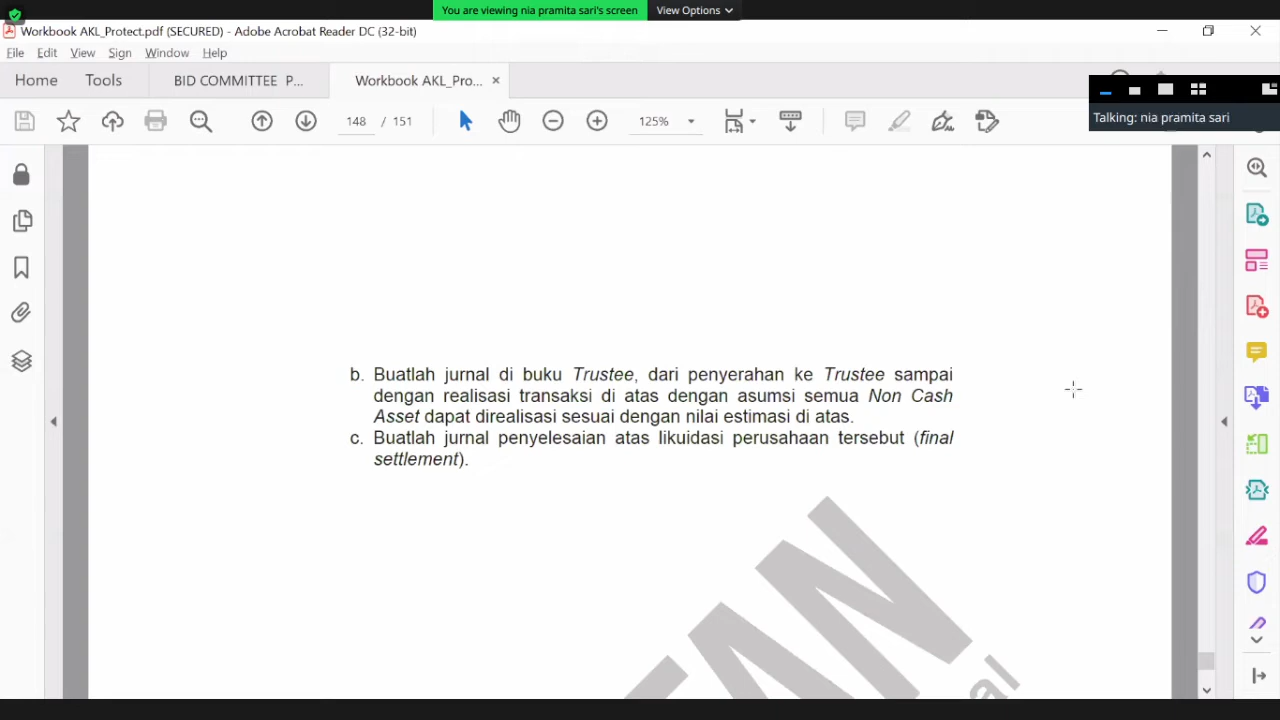 You are viewing nia pramita sari's screen View Options
Workbook AKL_Protect.pdf (SECURED) - Adobe Acrobat Reader DC (32-bit)
File Edit View Sign Window Help
Home Tools BID COMMITTEE P... Workbook AKL_Pro... ×
148 / 151 125%
Talking: nia pramita sari
b. Buatlah jurnal di buku Trustee, dari penyerahan ke Trustee sampai
dengan realisasi transaksi di atas dengan asumsi semua Non Cash
Asset dapat direalisasi sesuai dengan nilai estimasi di atas.
c. Buatlah jurnal penyelesaian atas likuidasi perusahaan tersebut (final
settlement).